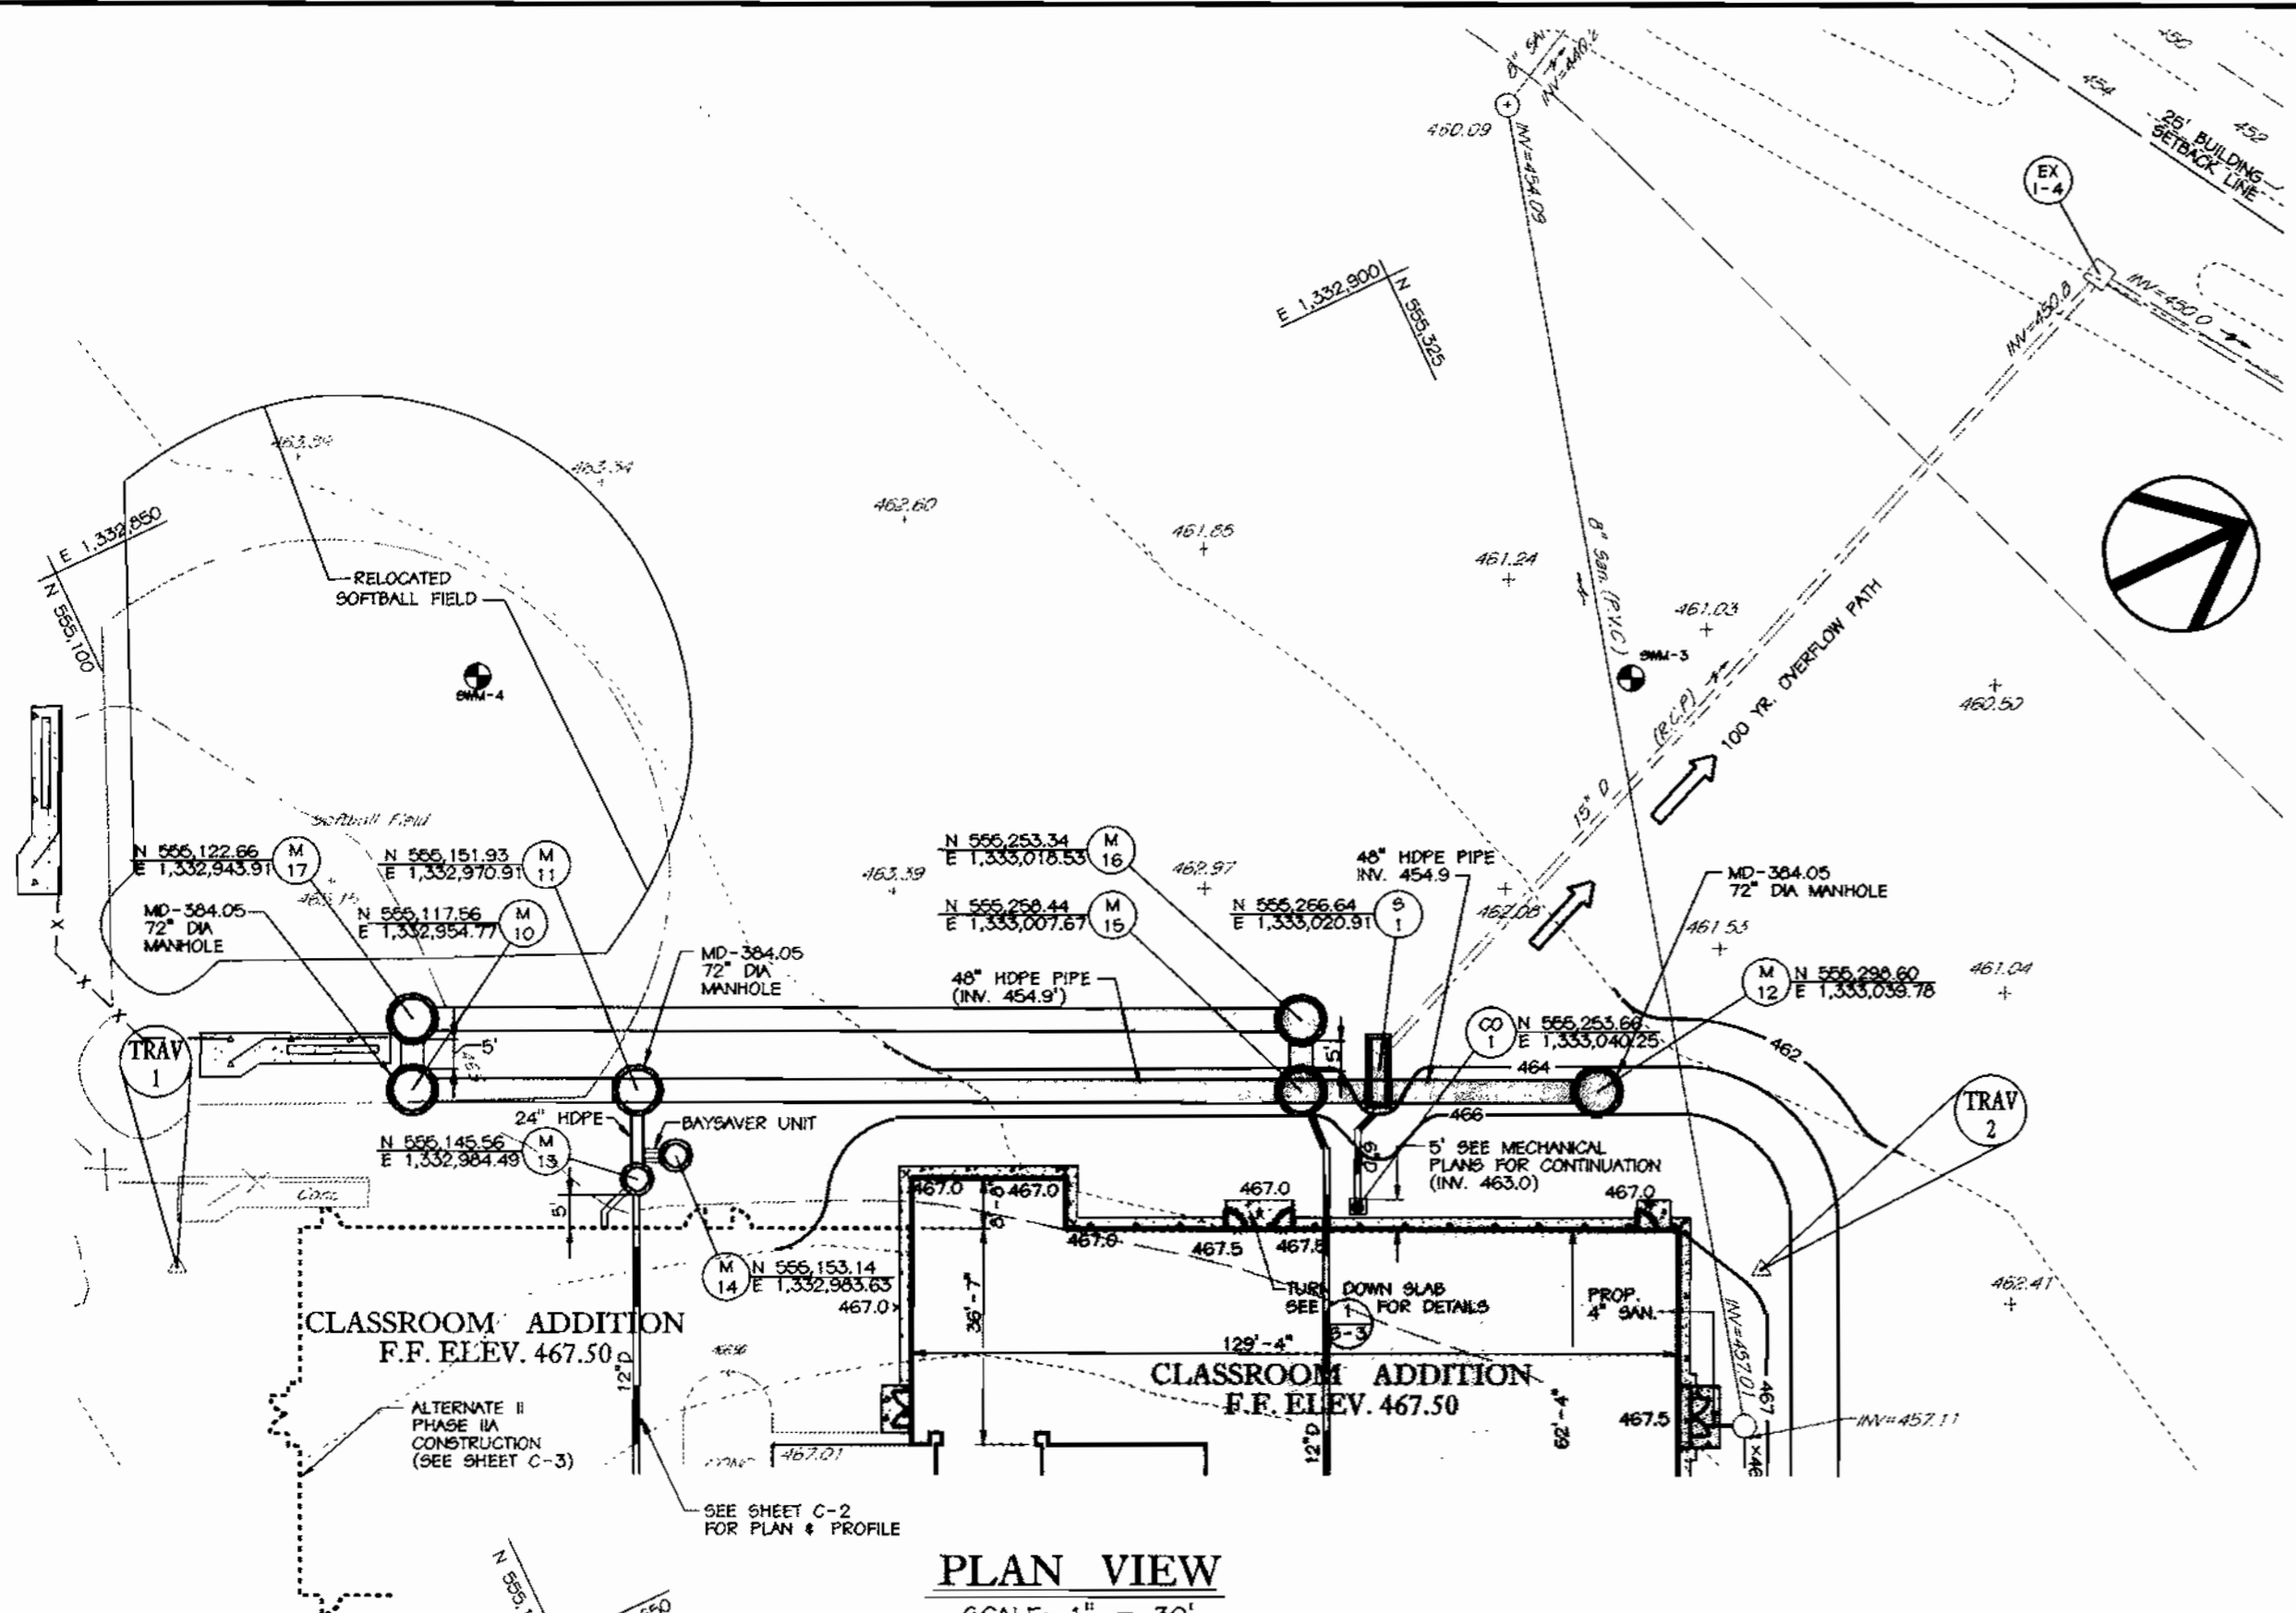 INV=454.09
460.09
450
454
452
25' BUILDING
SETBACK LINE
EX
1-4
INV=450.8
INV=450.0
E 1,332,900
N 555,325
463.34
462.60
461.85
461.24
461.03
460.50
E 1,332,850
N 555,100
RELOCATED
SOFTBALL FIELD
SWM-4
SWM-3
8" San. (P.V.C.)
(R.C.P.)
15" D
100 YR. OVERFLOW PATH
Softball Field
N 555,122.66
E 1,332,943.91
M
17
N 555,151.93
E 1,332,970.91
M
11
N 555,253.34
E 1,333,018.53
M
16
463.39
462.97
48" HDPE PIPE
INV. 454.9
MD-384.05
72" DIA MANHOLE
MD-384.05
72" DIA
MANHOLE
N 555,117.56
E 1,332,954.77
M
10
N 555,258.44
E 1,333,007.67
M
15
N 555,266.64
E 1,333,020.91
S
1
462.08
461.53
MD-384.05
72" DIA
MANHOLE
48" HDPE PIPE
(INV. 454.9')
M
12
N 555,298.60
E 1,333,039.78
461.04
TRAV
1
5'
5'
CO
1
N 555,253.66
E 1,333,040.25
462
464
466
24" HDPE
BAYSAVER UNIT
TRAV
2
N 555,145.56
E 1,332,984.49
M
13
5' SEE MECHANICAL
PLANS FOR CONTINUATION
(INV. 463.0)
6"D
Conc
5'
467.0
467.0
467.0
467.0
467.0
467.5
467.5
M
14
N 555,153.14
E 1,332,983.63
467.0
36'-7"
TURN DOWN SLAB
SEE FOR DETAILS
1
S-3
PROP.
4" SAN.
462.41
CLASSROOM ADDITION
F.F. ELEV. 467.50
12"D
129'-4"
CLASSROOM ADDITION
F.F. ELEV. 467.50
INV=457.01
467
ALTERNATE II
PHASE IIA
CONSTRUCTION
(SEE SHEET C-3)
467.01
12"D
62'-4"
467.5
INV=457.11
SEE SHEET C-2
FOR PLAN & PROFILE
PLAN VIEW
SCALE: 1" = 30'